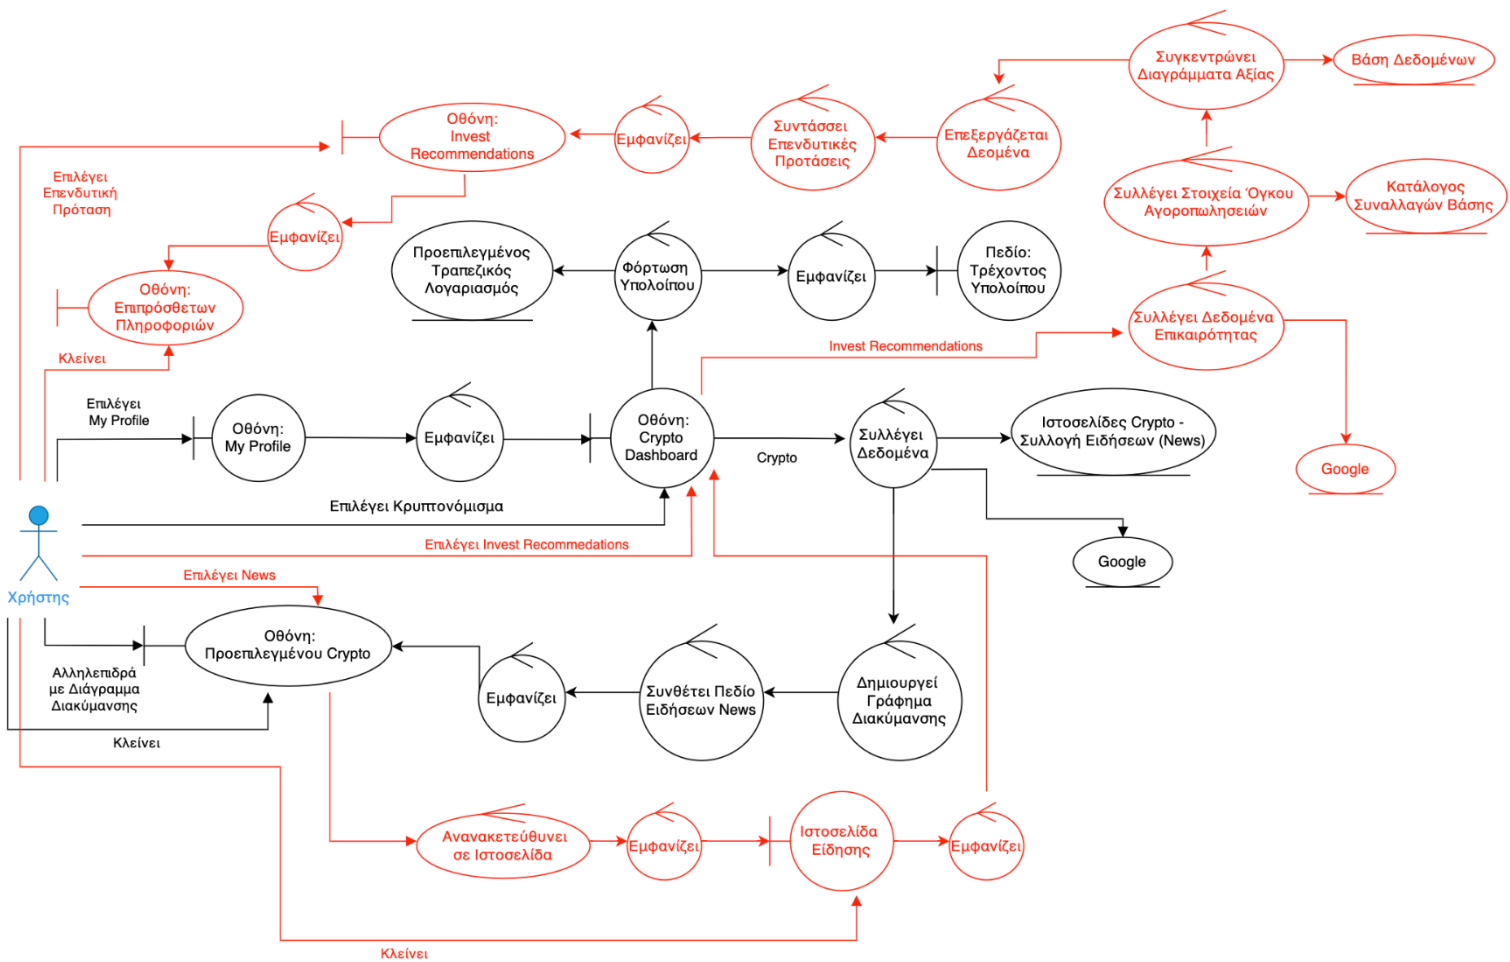 Συγκεντρώνει
Διαγράμματα Αξίας
Βάση Δεδομένων
Οθόνη:
Invest
Recommendations
Εμφανίζει
Συντάσσει
Επενδυτικές
Προτάσεις
Επεξεργάζεται
Δεομένα
Επιλέγει
Επενδυτική
Πρόταση
Συλλέγει Στοιχεία Όγκου
Αγοροπωλησειών
Κατάλογος
Συναλλαγών Βάσης
Εμφανίζει
Προεπιλεγμένος
Τραπεζικός
Λογαριασμός
Φόρτωση
Υπολοίπου
Εμφανίζει
Πεδίο:
Τρέχοντος
Υπολοίπου
Οθόνη:
Επιπρόσθετων
Πληροφοριών
Συλλέγει Δεδομένα
Επικαιρότητας
Invest Recommendations
Κλείνει
Επιλέγει
My Profile
Οθόνη:
My Profile
Εμφανίζει
Οθόνη:
Crypto
Dashboard
Crypto
Συλλέγει
Δεδομένα
Ιστοσελίδες Crypto -
Συλλογή Ειδήσεων (News)
Google
Επιλέγει Κρυπτονόμισμα
Επιλέγει Invest Recommedations
Google
Επιλέγει News
Χρήστης
Οθόνη:
Προεπιλεγμένου Crypto
Αλληλεπιδρά
με Διάγραμμα
Διακύμανσης
Εμφανίζει
Συνθέτει Πεδίο
Ειδήσεων News
Δημιουργεί
Γράφημα
Διακύμανσης
Κλείνει
Ανανακετεύθυνει
σε Ιστοσελίδα
Εμφανίζει
Ιστοσελίδα
Είδησης
Εμφανίζει
Κλείνει